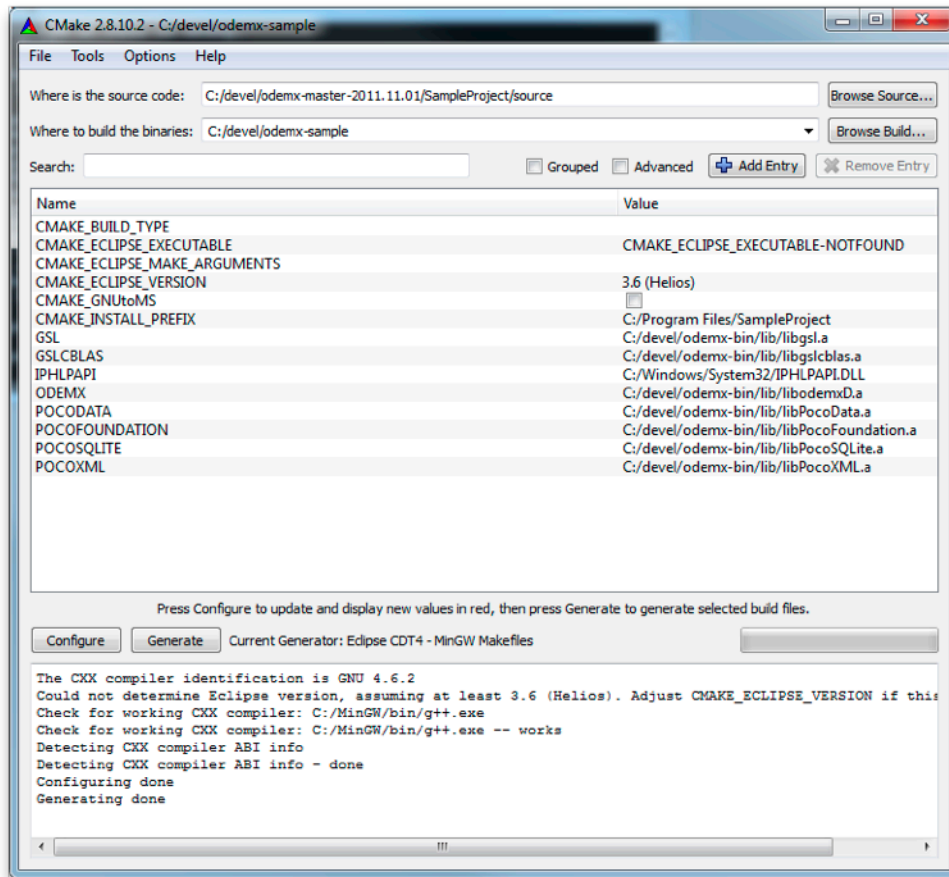 CMake 2.8.10.2 - C:/devel/odemx-sample
File Tools Options Help
Where is the source code: C:/devel/odemx-master-2011.11.01/SampleProject/source Browse Source...
Where to build the binaries: C:/devel/odemx-sample Browse Build...
Search: Grouped Advanced Add Entry Remove Entry
Name Value
CMAKE_BUILD_TYPE
CMAKE_ECLIPSE_EXECUTABLE CMAKE_ECLIPSE_EXECUTABLE-NOTFOUND
CMAKE_ECLIPSE_MAKE_ARGUMENTS
CMAKE_ECLIPSE_VERSION 3.6 (Helios)
CMAKE_GNUtoMS
CMAKE_INSTALL_PREFIX C:/Program Files/SampleProject
GSL C:/devel/odemx-bin/lib/libgsl.a
GSLCBLAS C:/devel/odemx-bin/lib/libgslcblas.a
IPHLPAPI C:/Windows/System32/IPHLPAPI.DLL
ODEMX C:/devel/odemx-bin/lib/libodemxD.a
POCODATA C:/devel/odemx-bin/lib/libPocoData.a
POCOFOUNDATION C:/devel/odemx-bin/lib/libPocoFoundation.a
POCOSQLITE C:/devel/odemx-bin/lib/libPocoSQLite.a
POCOXML C:/devel/odemx-bin/lib/libPocoXML.a
Press Configure to update and display new values in red, then press Generate to generate selected build files.
Configure Generate Current Generator: Eclipse CDT4 - MinGW Makefiles
The CXX compiler identification is GNU 4.6.2
Could not determine Eclipse version, assuming at least 3.6 (Helios). Adjust CMAKE_ECLIPSE_VERSION if this
Check for working CXX compiler: C:/MinGW/bin/g++.exe
Check for working CXX compiler: C:/MinGW/bin/g++.exe -- works
Detecting CXX compiler ABI info
Detecting CXX compiler ABI info - done
Configuring done
Generating done